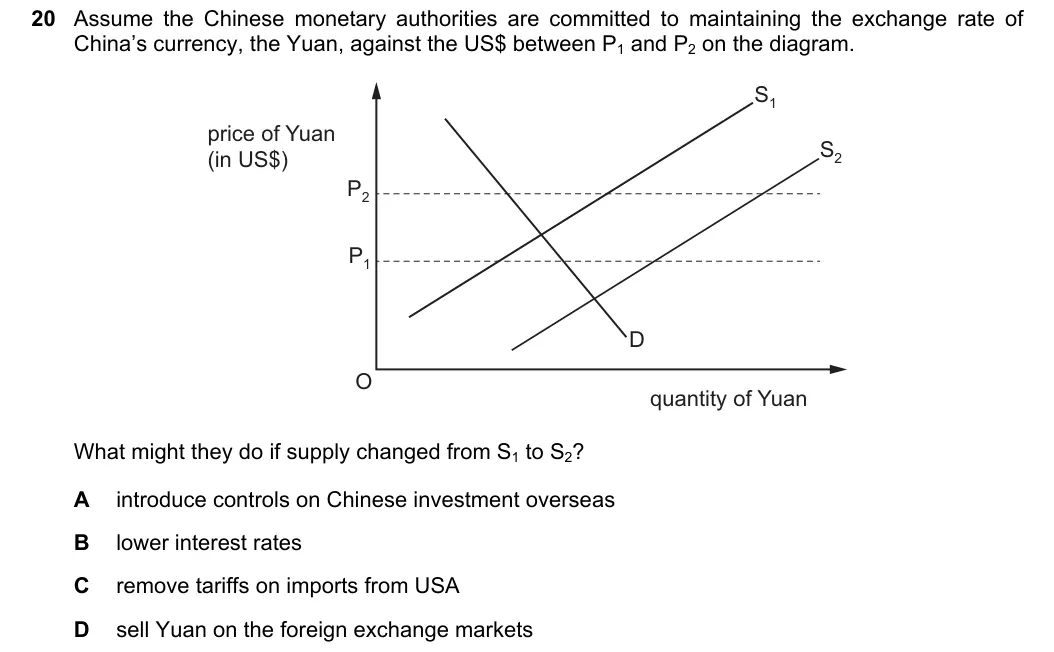 20 Assume the Chinese monetary authorities are committed to maintaining the exchange rate of
China’s currency, the Yuan, against the US$ between P1 and P2 on the diagram.
S1
price of Yuan
(in US$)
S2
P2
P1
D
O
quantity of Yuan
What might they do if supply changed from S1 to S2?
A introduce controls on Chinese investment overseas
B lower interest rates
C remove tariffs on imports from USA
D sell Yuan on the foreign exchange markets